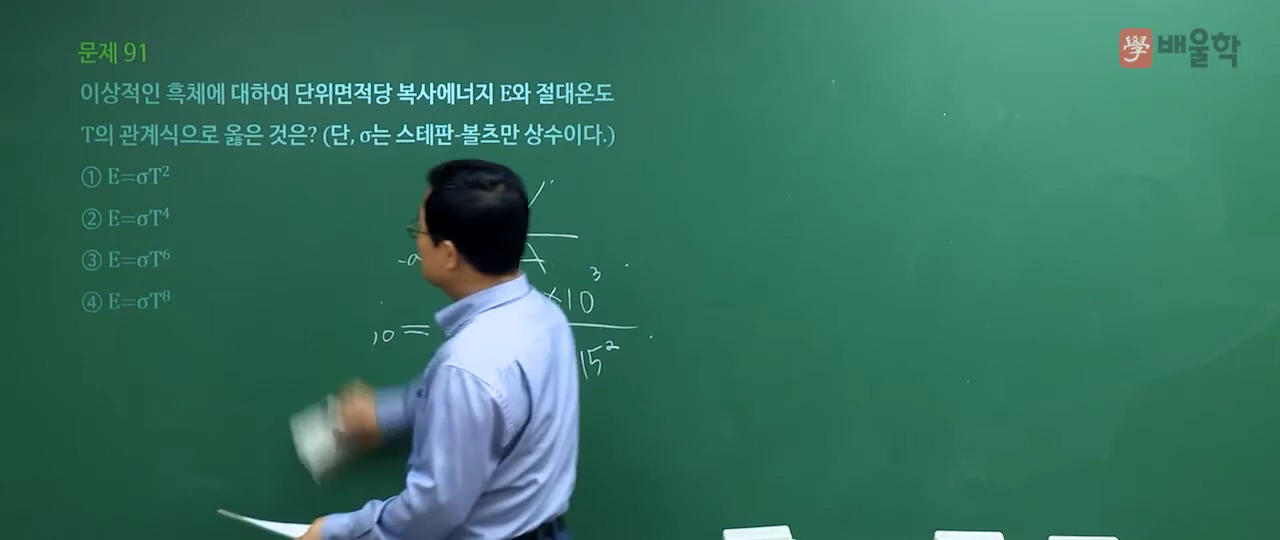 學 배울학
문제 91
이상적인 흑체에 대하여 단위면적당 복사에너지 E와 절대온도
T의 관계식으로 옳은 것은? (단, σ는 스테판-볼츠만 상수이다.)
① E=σT²
② E=σT⁴
③ E=σT⁶
④ E=σT⁸
A
×10³
10 =
15²